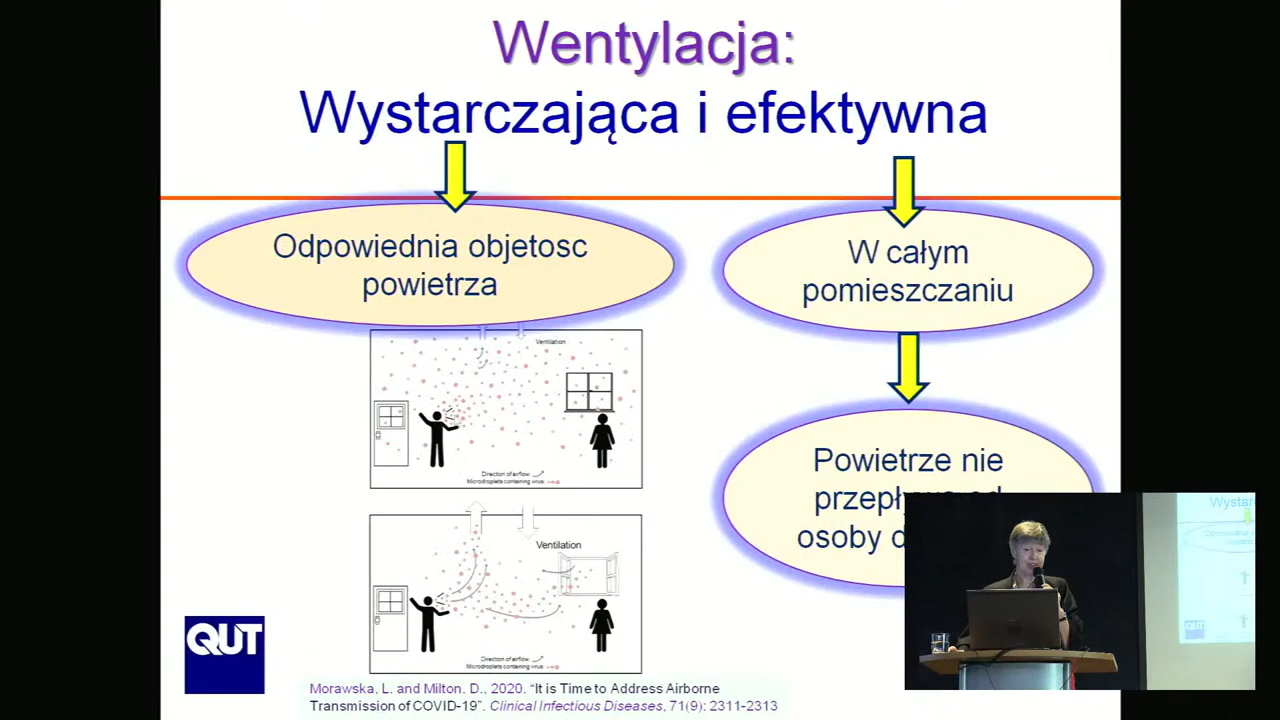 Wentylacja:
Wystarczająca i efektywna
Odpowiednia objetosc
powietrza
W całym
pomieszczaniu
Powietrze nie
osoby
Ventilation
Direction of airflow
Microdroplets containing virus
Ventilation
Direction of airflow
Microdroplets containing virus
QUT
Morawska, L. and Milton, D., 2020. “It is Time to Address Airborne
Transmission of COVID-19”. Clinical Infectious Diseases, 71(9): 2311-2313